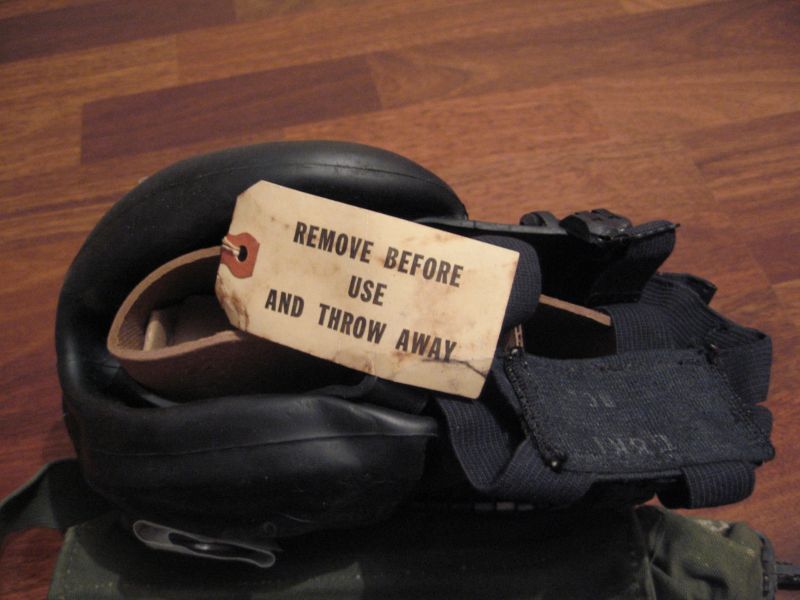 REMOVE BEFORE
USE
AND THROW AWAY